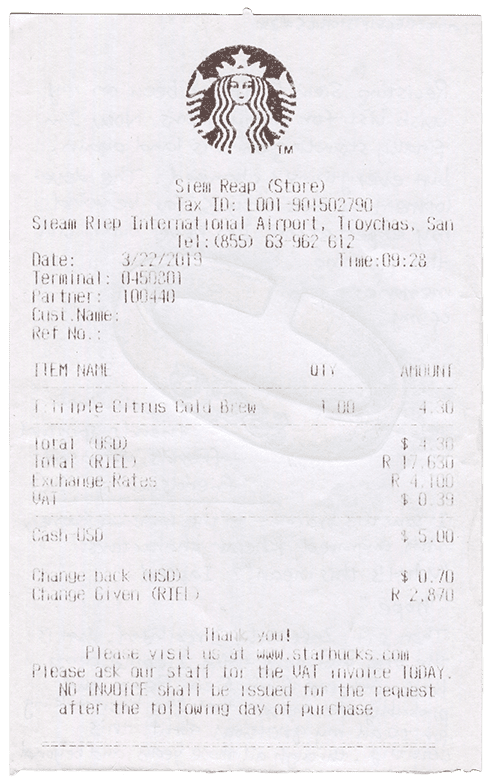 TM
Siem Reap (Store)
Tax ID: L001-901502790
Sieam Riep International Airport, Troychas, San
Tel:(855) 63-962-612
Date: 3/22/2019 Time:09:28
Terminal: 0450801
Partner: 100440
Cust.Name:
Ref No.:
ITEM NAME QTY AMOUNT
T Triple Citrus Cold Brew 1.00 4.30
Total (USD) $ 4.30
Total (RIEL) R 17,630
Exchange Rates R 4,100
VAT $ 0.39
Cash-USD $ 5.00
Change back (USD) $ 0.70
Change Given (RIEL) R 2,870
Thank you!
Please visit us at www.starbucks.com
Please ask our staff for the VAT invoice TODAY.
NO INVOICE shall be issued for the request
after the following day of purchase